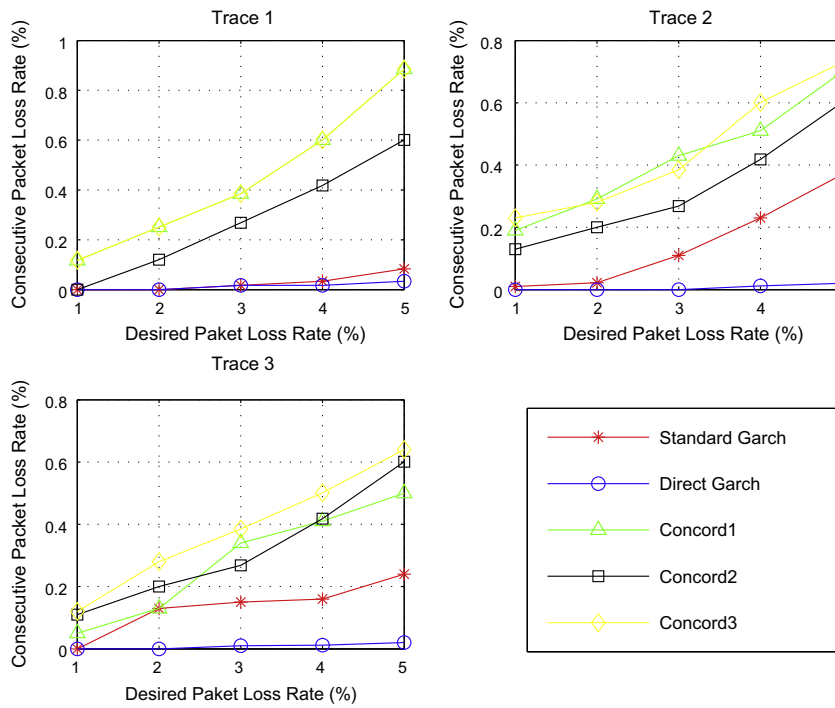 Trace 1
Consecutive Packet Loss Rate (%)
1
0.8
0.6
0.4
0.2
0
1 2 3 4 5
Desired Paket Loss Rate (%)
Trace 2
Consecutive Packet Loss Rate (%)
0.8
0.6
0.4
0.2
0
1 2 3 4
Desired Paket Loss Rate (%)
Trace 3
Consecutive Packet Loss Rate (%)
0.8
0.6
0.4
0.2
0
1 2 3 4 5
Desired Paket Loss Rate (%)
Standard Garch
Direct Garch
Concord1
Concord2
Concord3